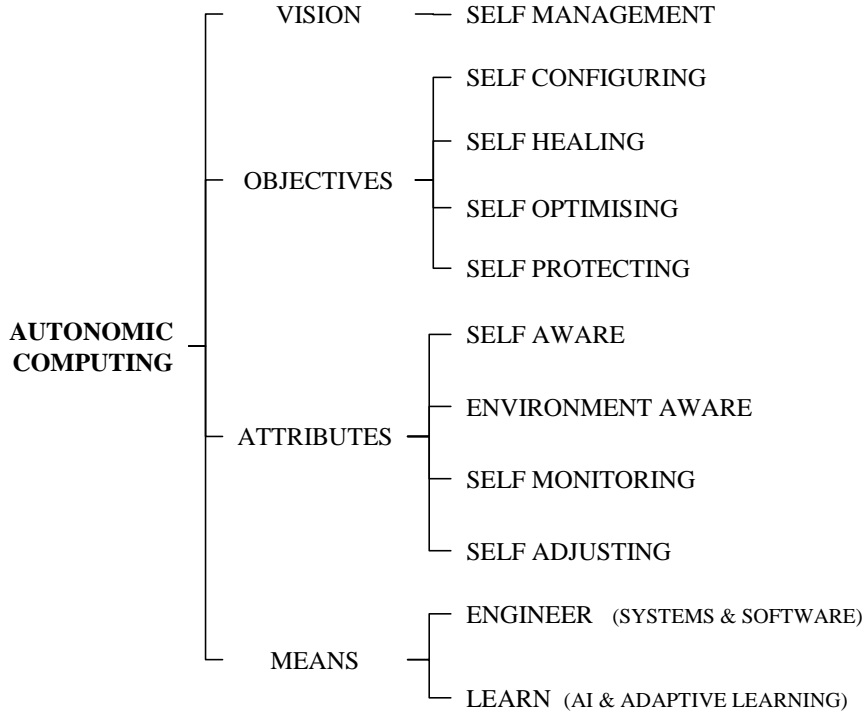 VISION
SELF MANAGEMENT
OBJECTIVES
SELF CONFIGURING
SELF HEALING
SELF OPTIMISING
SELF PROTECTING
AUTONOMIC
COMPUTING
ATTRIBUTES
SELF AWARE
ENVIRONMENT AWARE
SELF MONITORING
SELF ADJUSTING
MEANS
ENGINEER (SYSTEMS & SOFTWARE)
LEARN (AI & ADAPTIVE LEARNING)